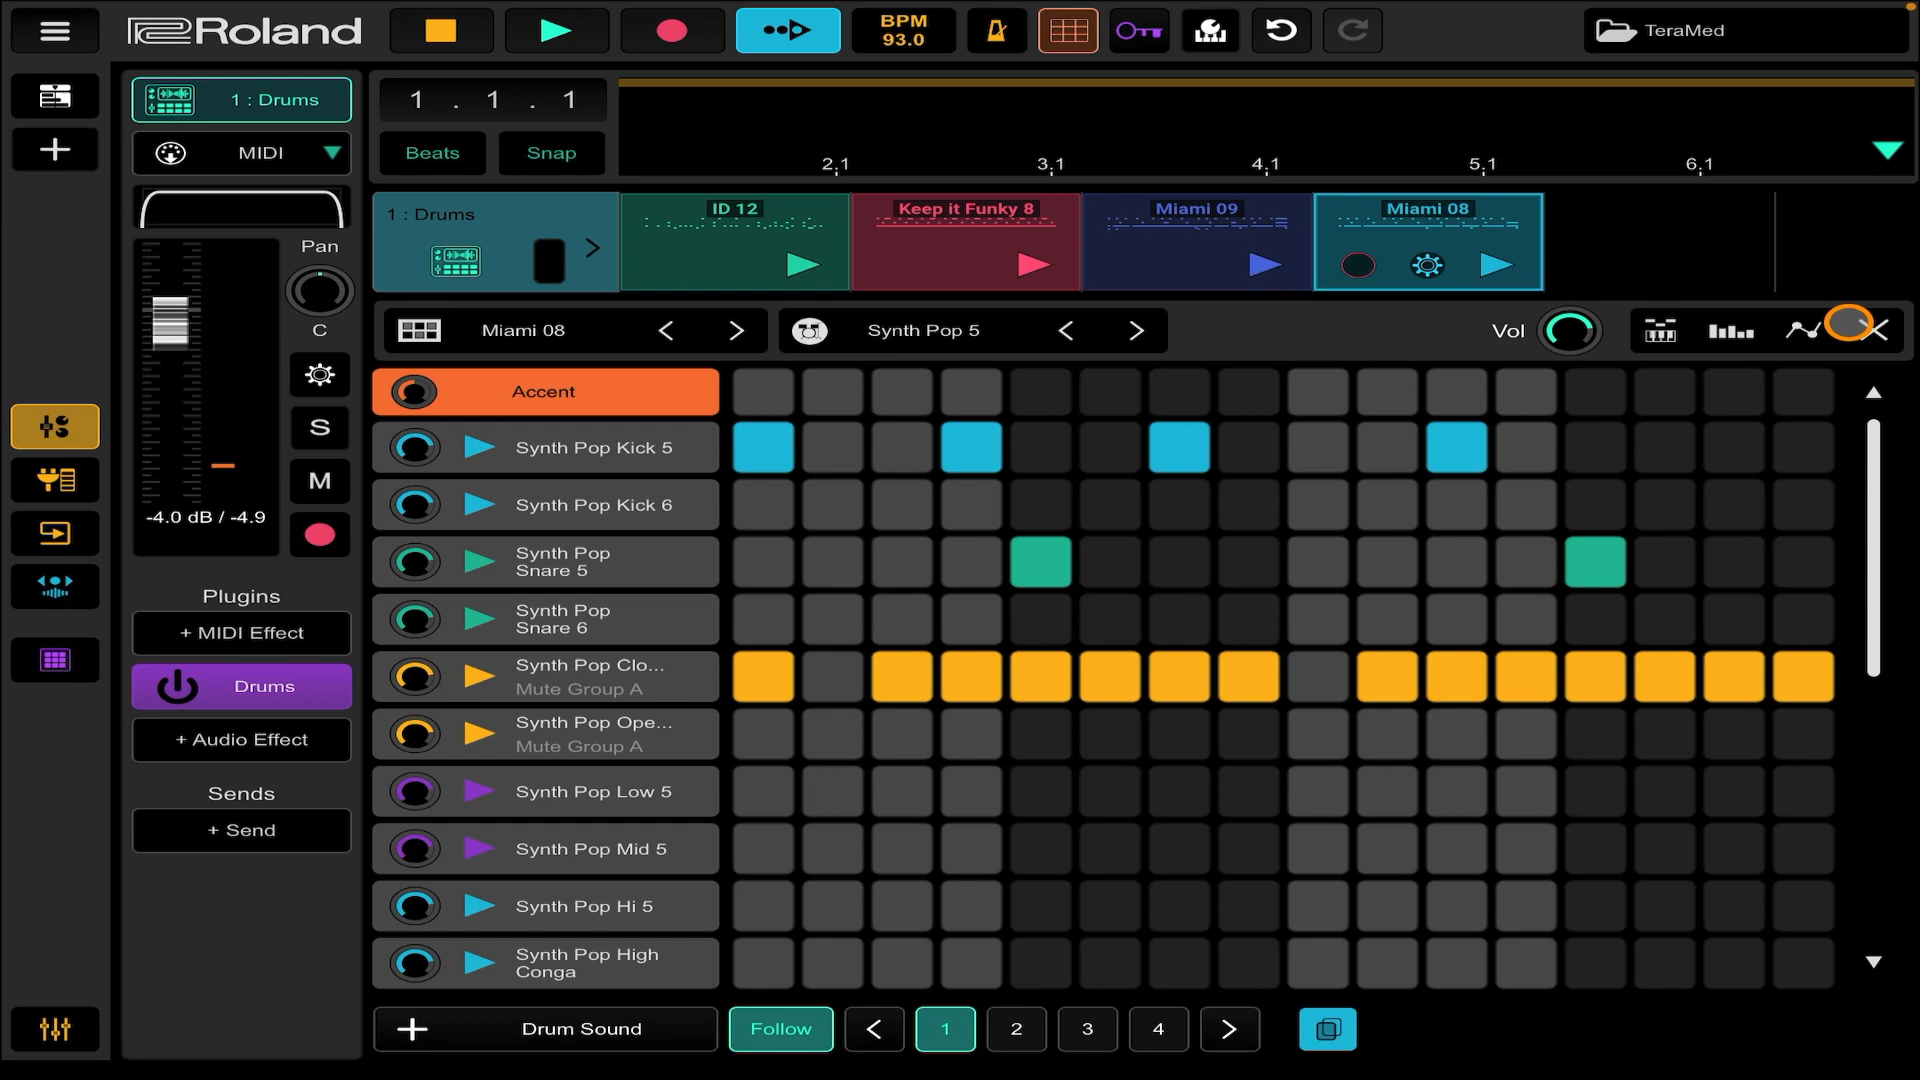 Roland
BPM
93.0
TeraMed
1 : Drums
MIDI
Pan
C
S
M
-4.0 dB / -4.9
Plugins
+ MIDI Effect
Drums
+ Audio Effect
Sends
+ Send
1 . 1 . 1
Beats
Snap
2.1
3.1
4.1
5.1
6.1
1 : Drums
ID 12
Keep it Funky 8
Miami 09
Miami 08
Miami 08
Synth Pop 5
Vol
Accent
Synth Pop Kick 5
Synth Pop Kick 6
Synth Pop
Snare 5
Synth Pop
Snare 6
Synth Pop Clo...
Mute Group A
Synth Pop Ope...
Mute Group A
Synth Pop Low 5
Synth Pop Mid 5
Synth Pop Hi 5
Synth Pop High
Conga
Drum Sound
Follow
1
2
3
4